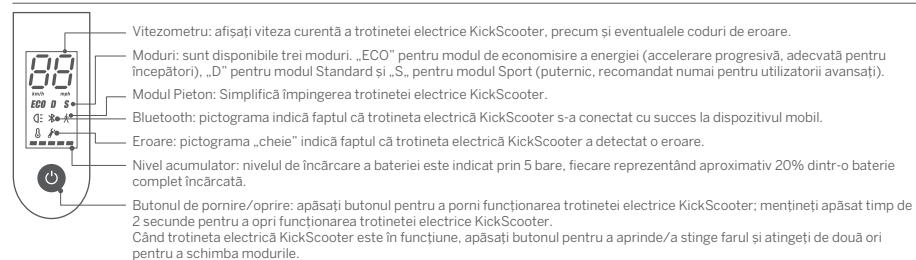 Vitezometru: afișați viteza curentă a trotinetei electrice KickScooter, precum și eventualele coduri de eroare.
88
km/h mph
ECO D S
Moduri: sunt disponibile trei moduri. „ECO” pentru modul de economisire a energiei (accelerare progresivă, adecvată pentru
începători), „D” pentru modul Standard și „S„ pentru modul Sport (puternic, recomandat numai pentru utilizatorii avansați).
Modul Pieton: Simplifică împingerea trotinetei electrice KickScooter.
Bluetooth: pictograma indică faptul că trotineta electrică KickScooter s-a conectat cu succes la dispozitivul mobil.
Eroare: pictograma „cheie” indică faptul că trotineta electrică KickScooter a detectat o eroare.
Nivel acumulator: nivelul de încărcare a bateriei este indicat prin 5 bare, fiecare reprezentând aproximativ 20% dintr-o baterie
complet încărcată.
Butonul de pornire/oprire: apăsați butonul pentru a porni funcționarea trotinetei electrice KickScooter; mențineți apăsat timp de
2 secunde pentru a opri funcționarea trotinetei electrice KickScooter.
Când trotineta electrică KickScooter este în funcțiune, apăsați butonul pentru a aprinde/a stinge farul și atingeți de două ori
pentru a schimba modurile.